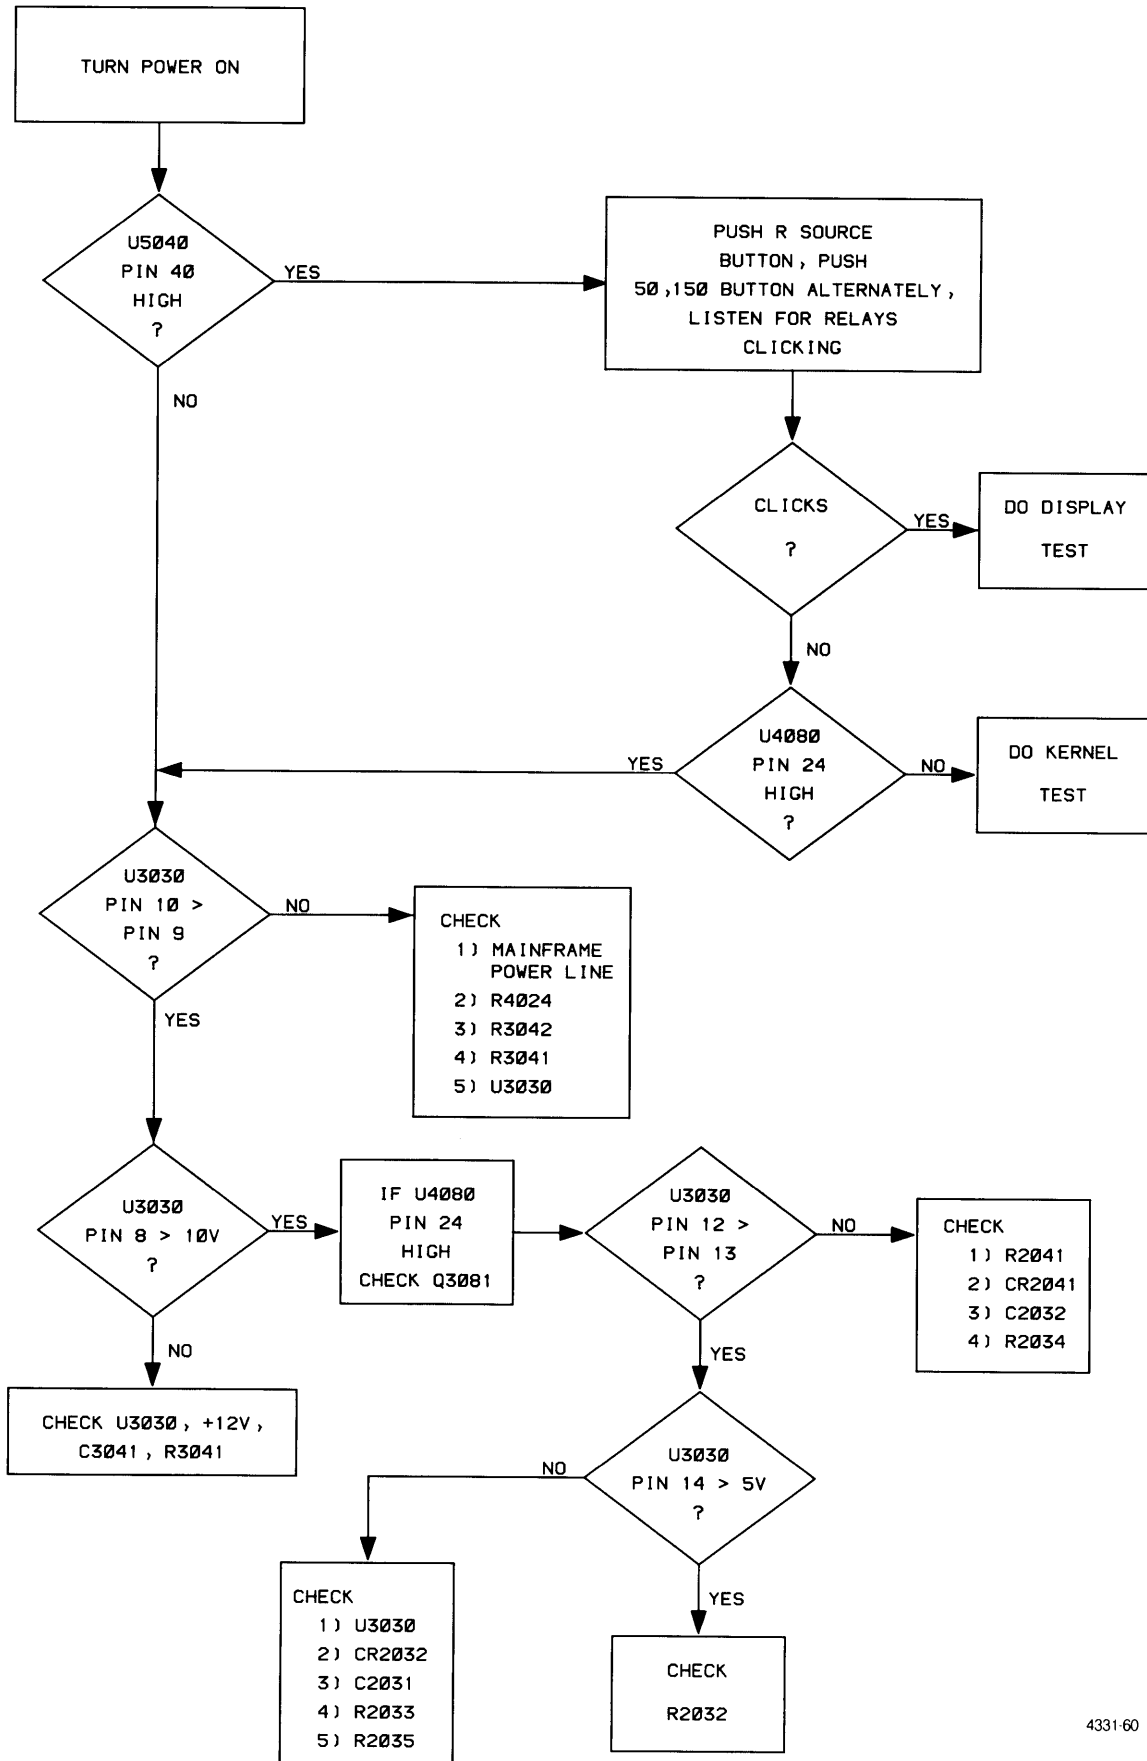 TURN POWER ON
U5040
PIN 40
HIGH
?
YES
NO
PUSH R SOURCE
BUTTON, PUSH
50,150 BUTTON ALTERNATELY,
LISTEN FOR RELAYS
CLICKING
CLICKS
?
YES
DO DISPLAY
TEST
NO
U4080
PIN 24
HIGH
?
YES
NO
DO KERNEL
TEST
U3030
PIN 10 >
PIN 9
?
NO
YES
CHECK
1) MAINFRAME
POWER LINE
2) R4024
3) R3042
4) R3041
5) U3030
U3030
PIN 8 > 10V
?
YES
NO
IF U4080
PIN 24
HIGH
CHECK Q3081
U3030
PIN 12 >
PIN 13
?
NO
YES
CHECK
1) R2041
2) CR2041
3) C2032
4) R2034
CHECK U3030, +12V,
C3041, R3041
U3030
PIN 14 > 5V
?
NO
YES
CHECK
1) U3030
2) CR2032
3) C2031
4) R2033
5) R2035
CHECK
R2032
4331-60